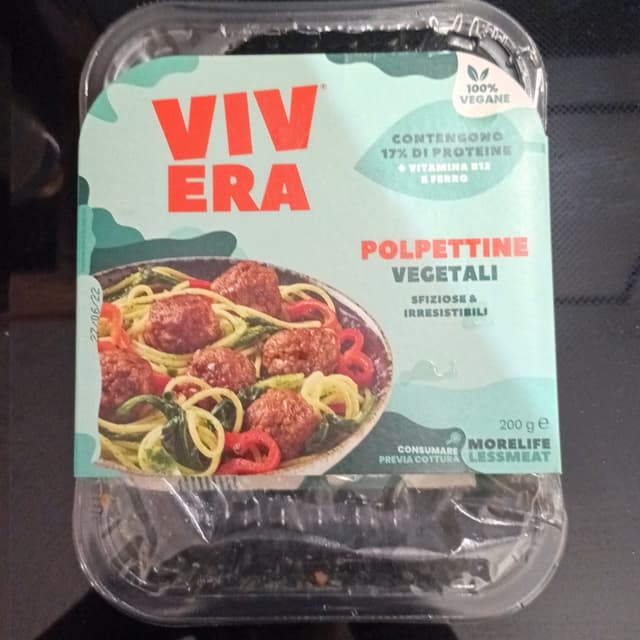 VIV
ERA
100%
VEGANE
CONTENGONO
17% DI PROTEINE
+ VITAMINA B12
E FERRO
POLPETTINE
VEGETALI
SFIZIOSE &
IRRESISTIBILI
27/06/22
200 g e
CONSUMARE
PREVIA COTTURA
MORELIFE
LESSMEAT